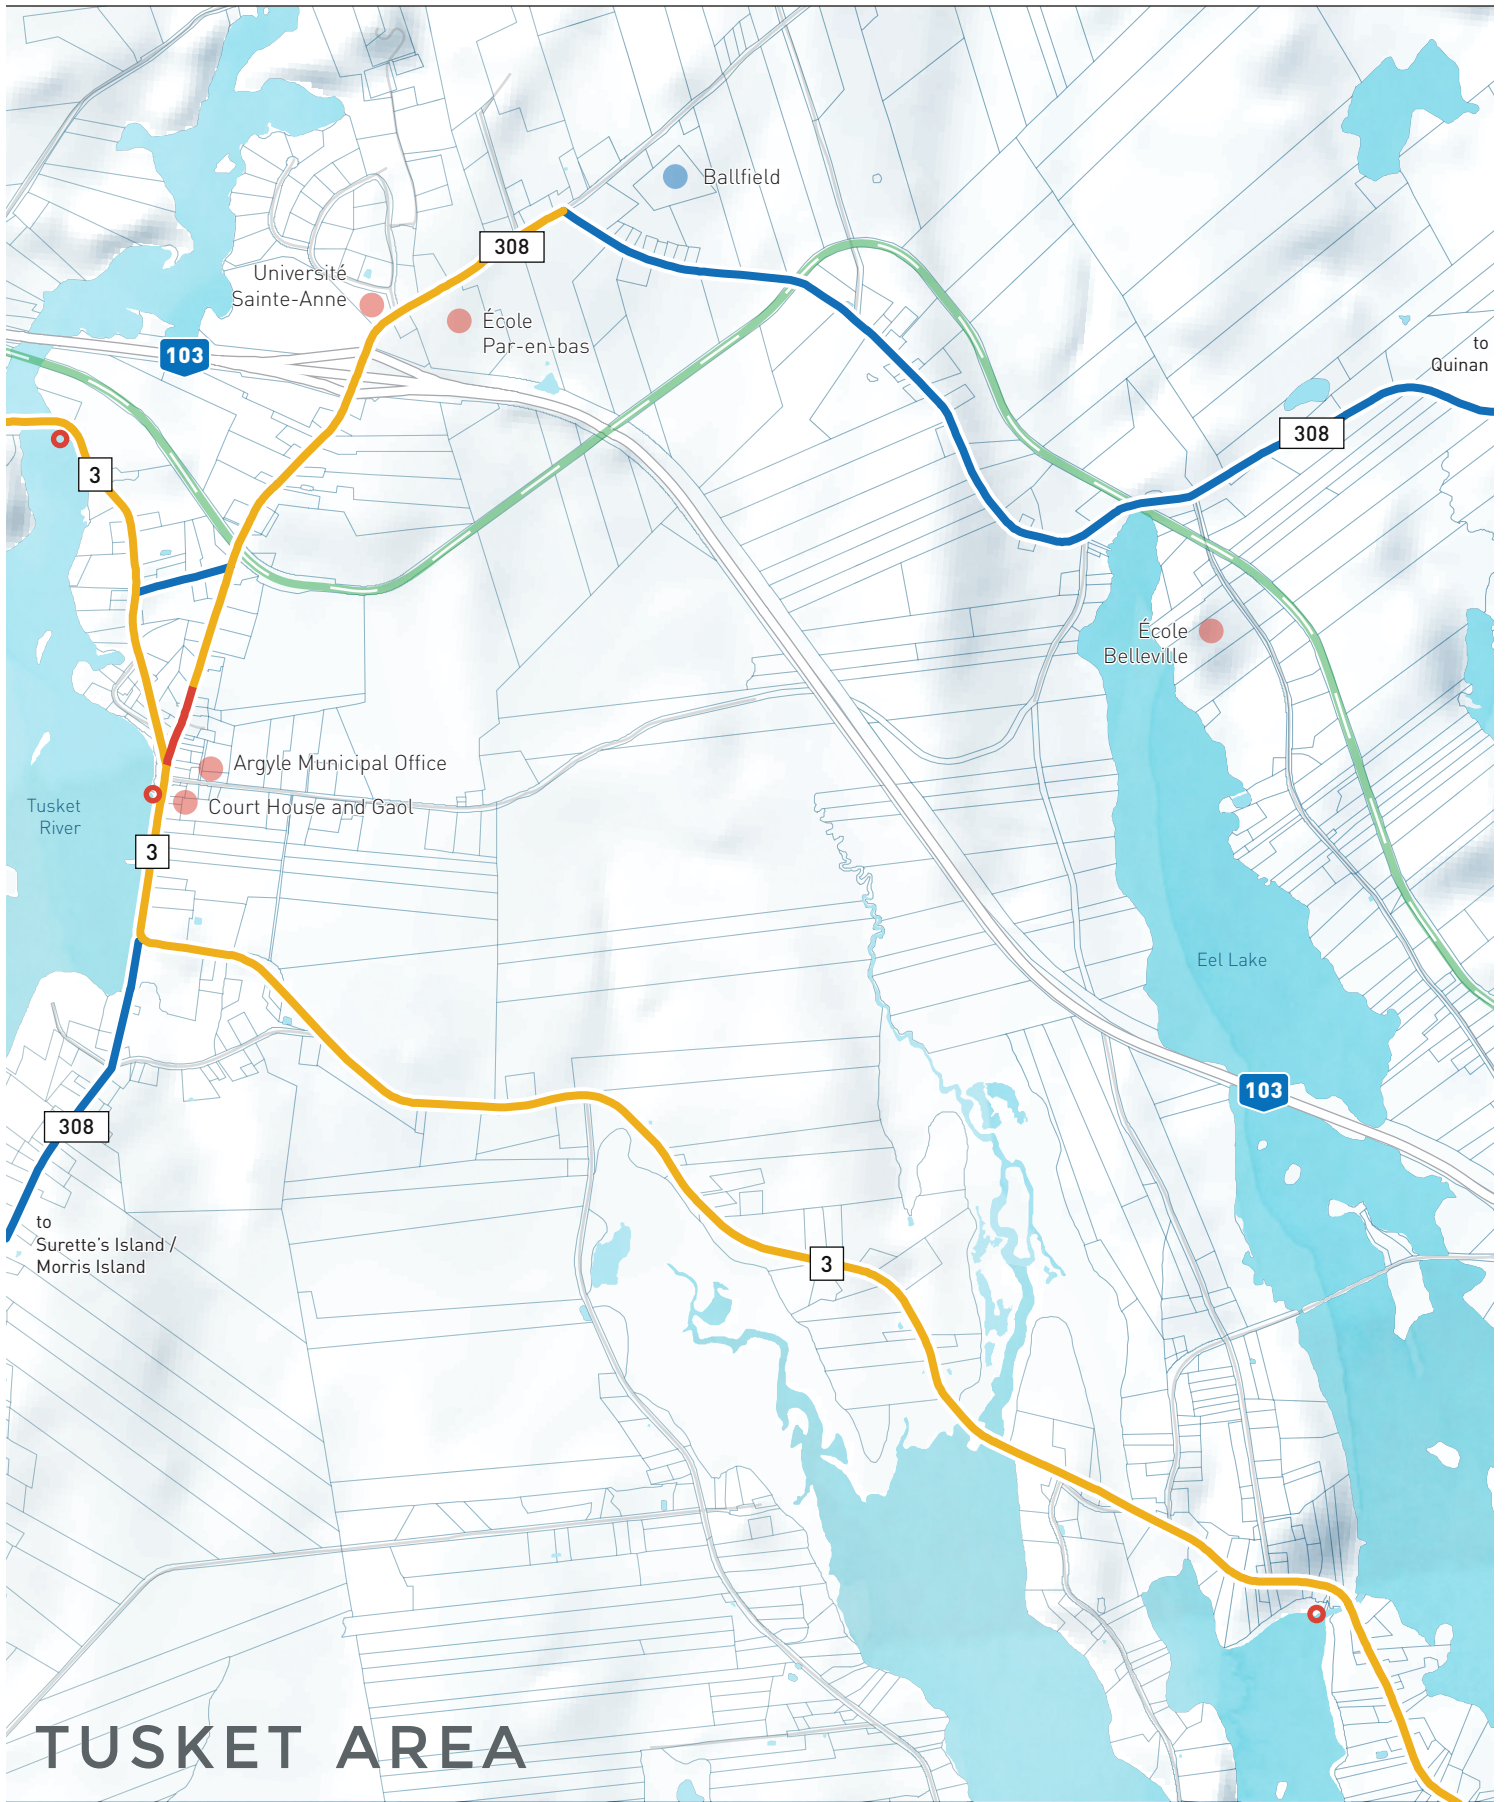 Ballfield
308
Université
Sainte-Anne
École
Par-en-bas
103
to
Quinan
308
3
École
Belleville
Argyle Municipal Office
Court House and Gaol
Tusket
River
3
Eel Lake
103
308
to
Surette's Island /
Morris Island
3
TUSKET AREA